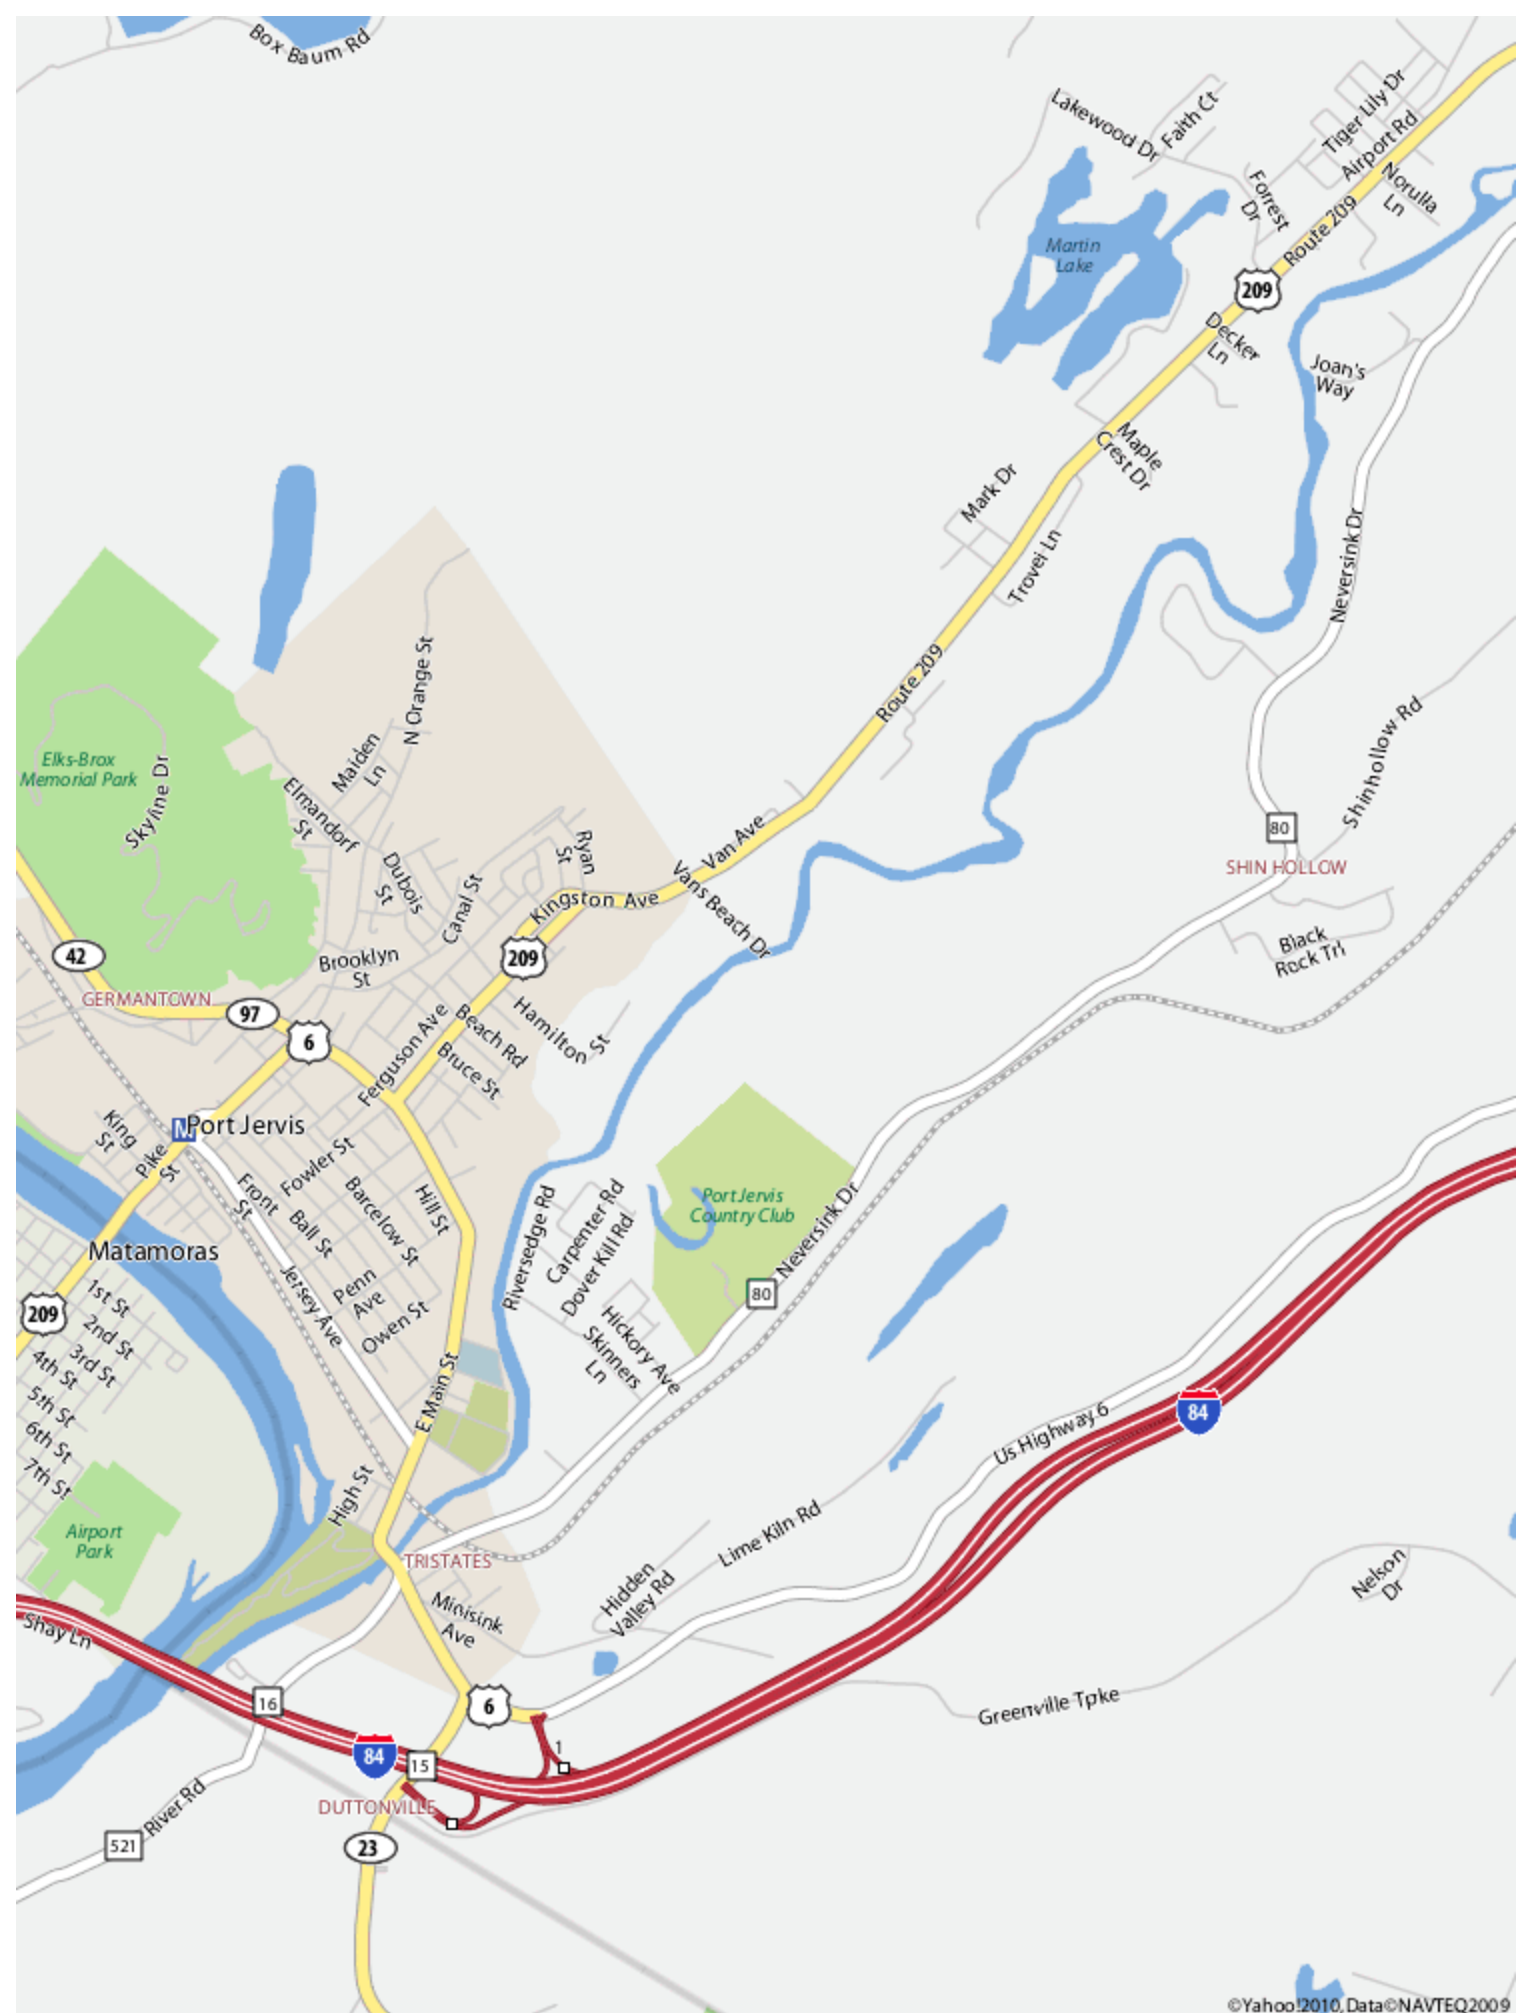 Box Baum Rd
Lakewood Dr
Faith Ct
Tiger Lily Dr
Airport Rd
Norulla
Ln
Forrest
Dr
Route 209
Martin
Lake
209
Decker
Ln
Joan's
Way
Maple
Crest Dr
Mark Dr
Trovei Ln
Neversink Dr
N Orange St
Route 209
Shinhollow Rd
Elks-Brox
Memorial Park
Skyline Dr
Maiden
Ln
Elmandorf
St
Ryan
St
Van Ave
80
SHIN HOLLOW
Dubois
St
Canal St
Kingston Ave
Vans Beach Dr
42
Brooklyn
St
209
Black
Rock Trl
GERMANTOWN
97
6
Hamilton St
Ferguson Ave
Beach Rd
Bruce St
King
St
M
Port Jervis
Pike
St
Fowler St
Front
St
Barcelow St
Hill St
Ball St
Riversedge Rd
Carpenter Rd
Dover Kill Rd
Port Jervis
Country Club
Neversink Dr
80
Matamoras
209
1st St
2nd St
3rd St
4th St
5th St
6th St
7th St
Jersey Ave
Penn
Ave
Owen St
Hickory Ave
Skinners
Ln
E Main St
84
Us Highway 6
High St
Lime Kiln Rd
Airport
Park
TRISTATES
Hidden
Valley Rd
Nelson
Dr
Minisink
Ave
Shay Ln
16
6
Greenville Tpke
84
15
1
DUTTONVILLE
River Rd
521
23
©Yahoo!2010, Data©NAVTEQ2009